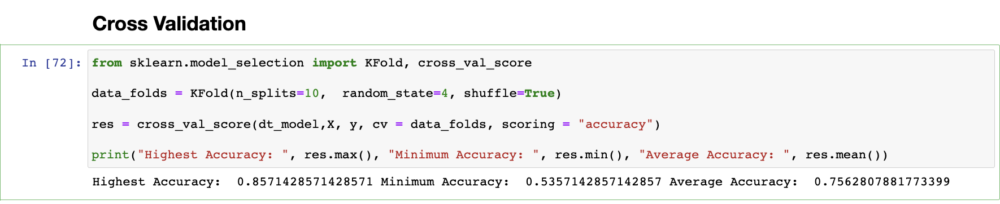 Cross Validation
In [72]: from sklearn.model_selection import KFold, cross_val_score
data_folds = KFold(n_splits=10,  random_state=4, shuffle=True)
res = cross_val_score(dt_model,X, y, cv = data_folds, scoring = "accuracy")
print("Highest Accuracy: ", res.max(), "Minimum Accuracy: ", res.min(), "Average Accuracy: ", res.mean())
Highest Accuracy:  0.8571428571428571 Minimum Accuracy:  0.5357142857142857 Average Accuracy:  0.7562807881773399